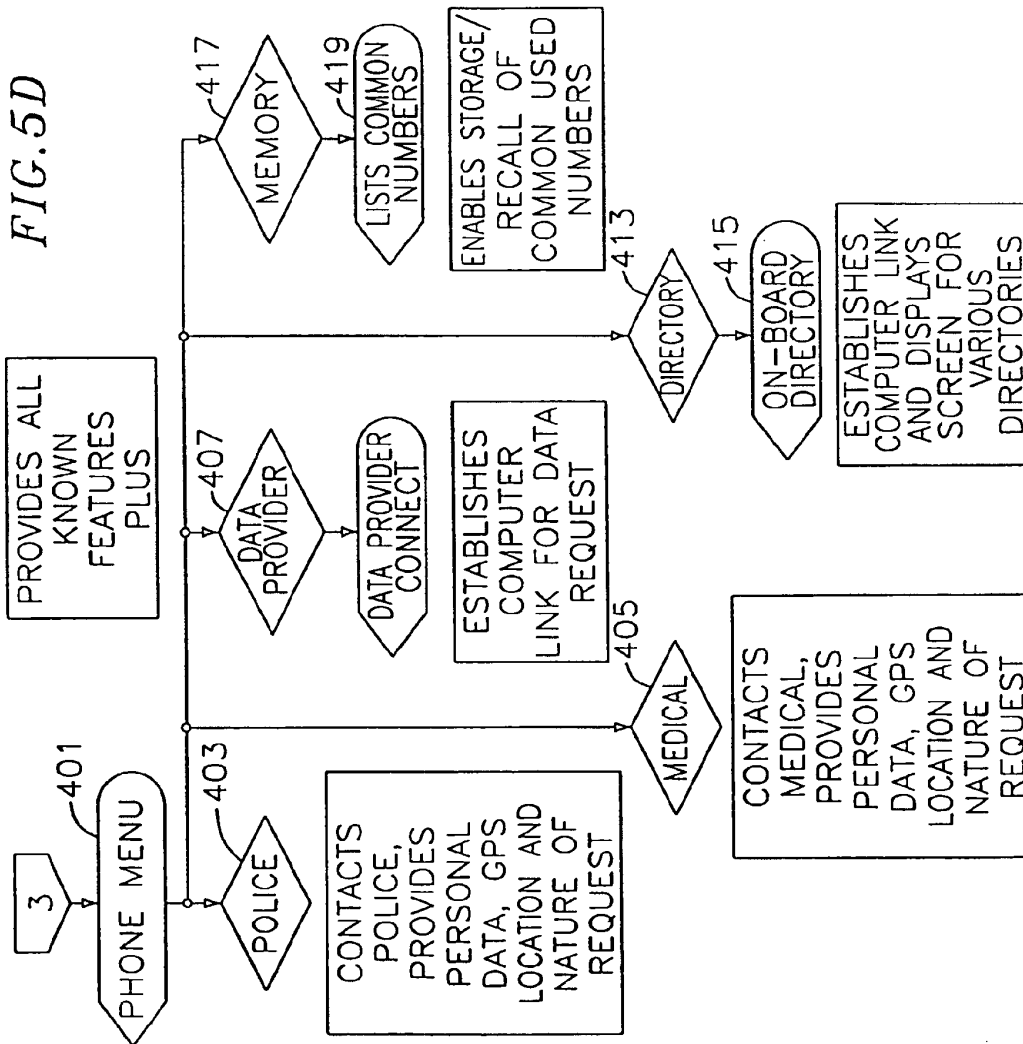 FIG.5D
PROVIDES ALL
KNOWN
FEATURES
PLUS
3
401
PHONE MENU
403
POLICE
CONTACTS
POLICE,
PROVIDES
PERSONAL
DATA, GPS
LOCATION AND
NATURE OF
REQUEST
405
MEDICAL
CONTACTS
MEDICAL,
PROVIDES
PERSONAL
DATA, GPS
LOCATION AND
NATURE OF
REQUEST
407
DATA
PROVIDER
DATA PROVIDER
CONNECT
ESTABLISHES
COMPUTER
LINK FOR DATA
REQUEST
413
DIRECTORY
415
ON-BOARD
DIRECTORY
ESTABLISHES
COMPUTER LINK
AND DISPLAYS
SCREEN FOR
VARIOUS
DIRECTORIES
417
MEMORY
419
LISTS COMMON
NUMBERS
ENABLES STORAGE/
RECALL OF
COMMON USED
NUMBERS